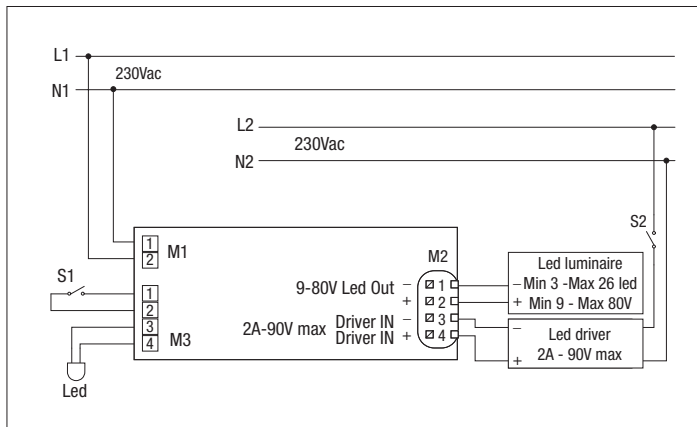 L1
230Vac
N1
L2
230Vac
N2
S2
1
2
M1
M2
S1
1
2
3
4
M3
Led
9-80V Led Out
−
+
2A-90V max
Driver IN −
Driver IN +
1
2
3
4
Led luminaire
− Min 3 -Max 26 led
+ Min 9 - Max 80V
− Led driver
+ 2A - 90V max